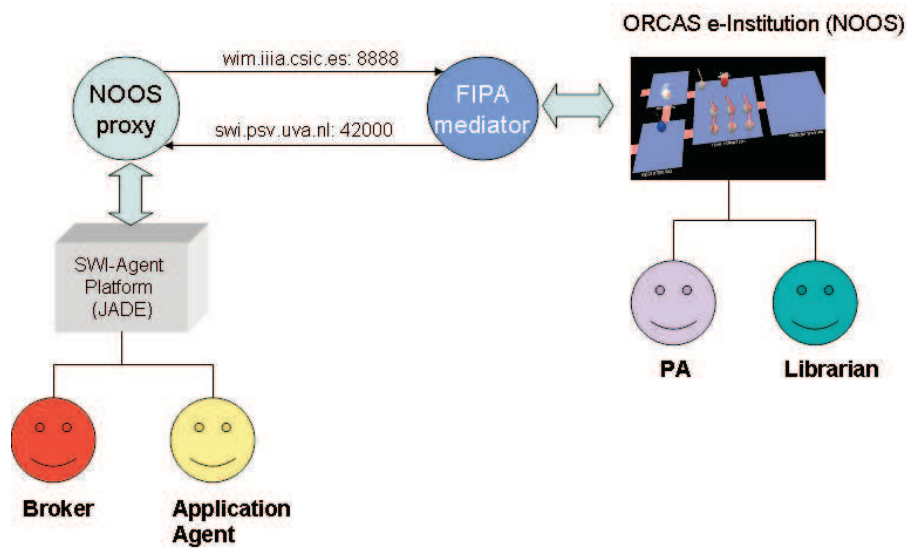 ORCAS e-Institution (NOOS)
wim.iiia.csic.es: 8888
NOOS
proxy
FIPA
mediator
swi.psv.uva.nl: 42000
SWI-Agent
Platform
(JADE)
PA
Librarian
Broker
Application
Agent